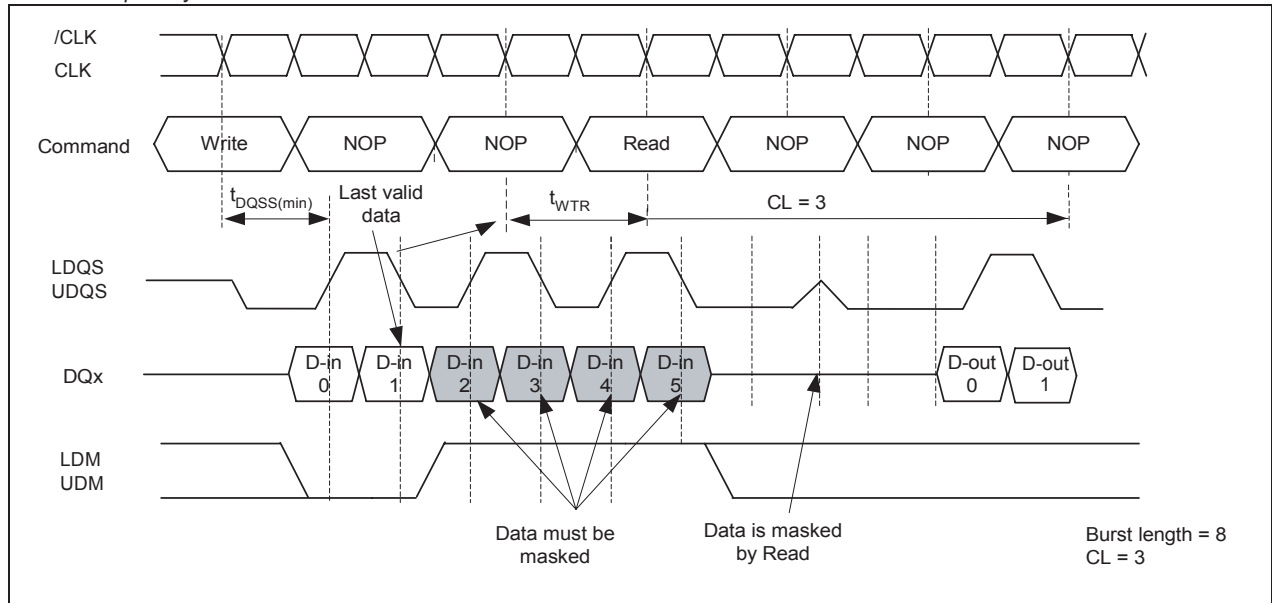 /CLK
CLK
Command
Write NOP NOP Read NOP NOP NOP
tDQSS(min)
Last valid
data
tWTR
CL = 3
LDQS
UDQS
DQx
D-in
0
D-in
1
D-in
2
D-in
3
D-in
4
D-in
5
D-out
0
D-out
1
LDM
UDM
Data must be
masked
Data is masked
by Read
Burst length = 8
CL = 3